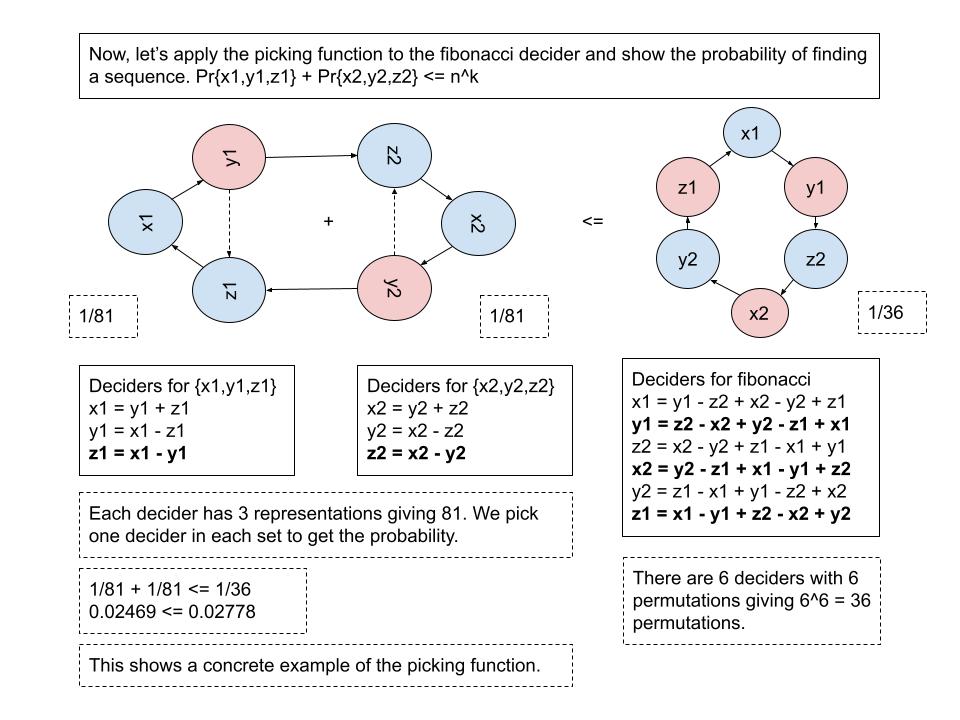 Now, let's apply the picking function to the fibonacci decider and show the probability of finding
a sequence. Pr{x1,y1,z1} + Pr{x2,y2,z2} <= n^k
y1
z2
x1
+
x2
z1
y2
<=
x1
z1
y1
y2
z2
x2
1/81
1/81
1/36
Deciders for {x1,y1,z1}
x1 = y1 + z1
y1 = x1 - z1
z1 = x1 - y1
Deciders for {x2,y2,z2}
x2 = y2 + z2
y2 = x2 - z2
z2 = x2 - y2
Deciders for fibonacci
x1 = y1 - z2 + x2 - y2 + z1
y1 = z2 - x2 + y2 - z1 + x1
z2 = x2 - y2 + z1 - x1 + y1
x2 = y2 - z1 + x1 - y1 + z2
y2 = z1 - x1 + y1 - z2 + x2
z1 = x1 - y1 + z2 - x2 + y2
Each decider has 3 representations giving 81. We pick
one decider in each set to get the probability.
1/81 + 1/81 <= 1/36
0.02469 <= 0.02778
There are 6 deciders with 6
permutations giving 6^6 = 36
permutations.
This shows a concrete example of the picking function.